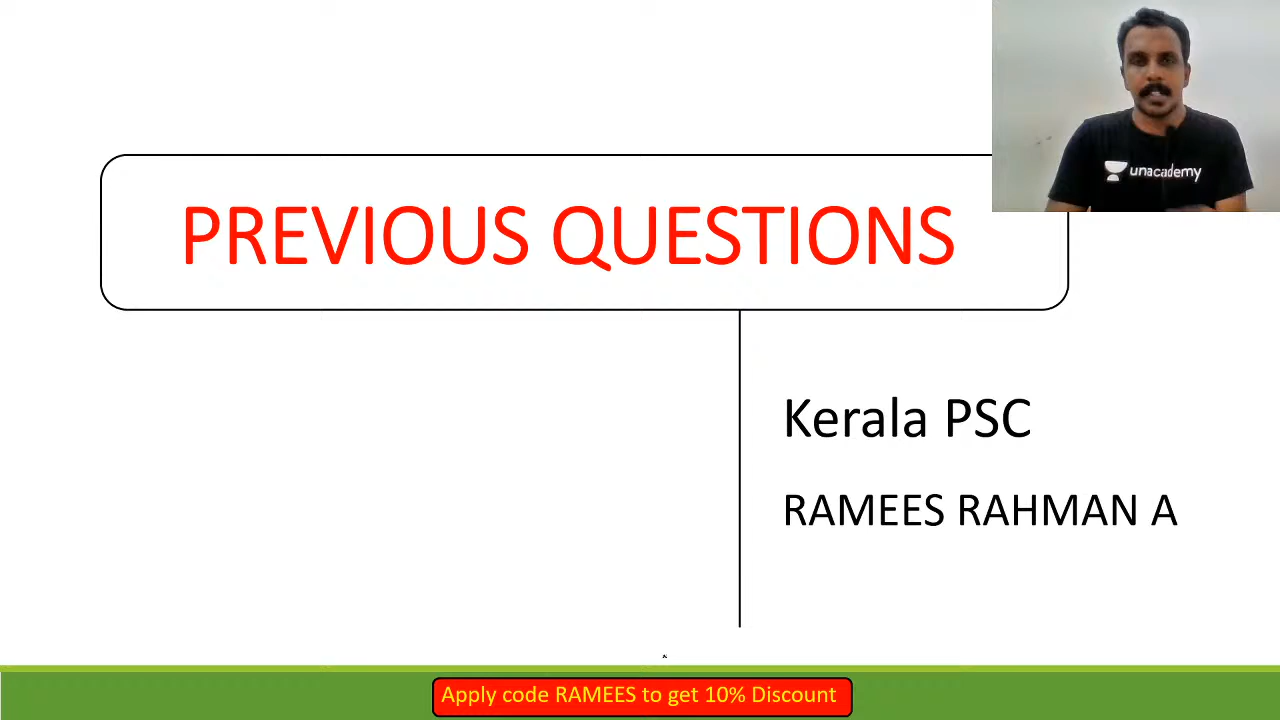 unacademy
PREVIOUS QUESTIONS
Kerala PSC
RAMEES RAHMAN A
Apply code RAMEES to get 10% Discount